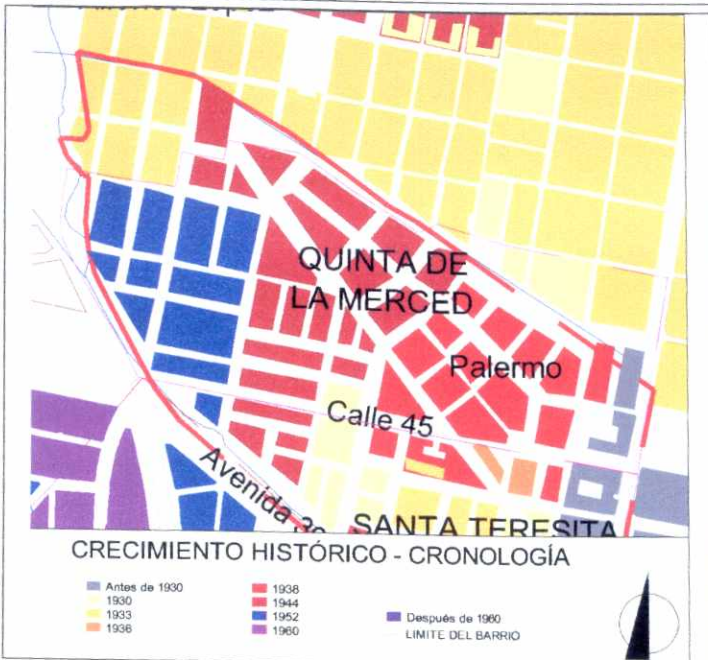 QUINTA DE
LA MERCED
Palermo
Calle 45
Avenida
SANTA TERESITA
CRECIMIENTO HISTÓRICO - CRONOLOGÍA
Antes de 1930
1930
1933
1936
1938
1944
1952
1960
Después de 1960
LIMITE DEL BARRIO